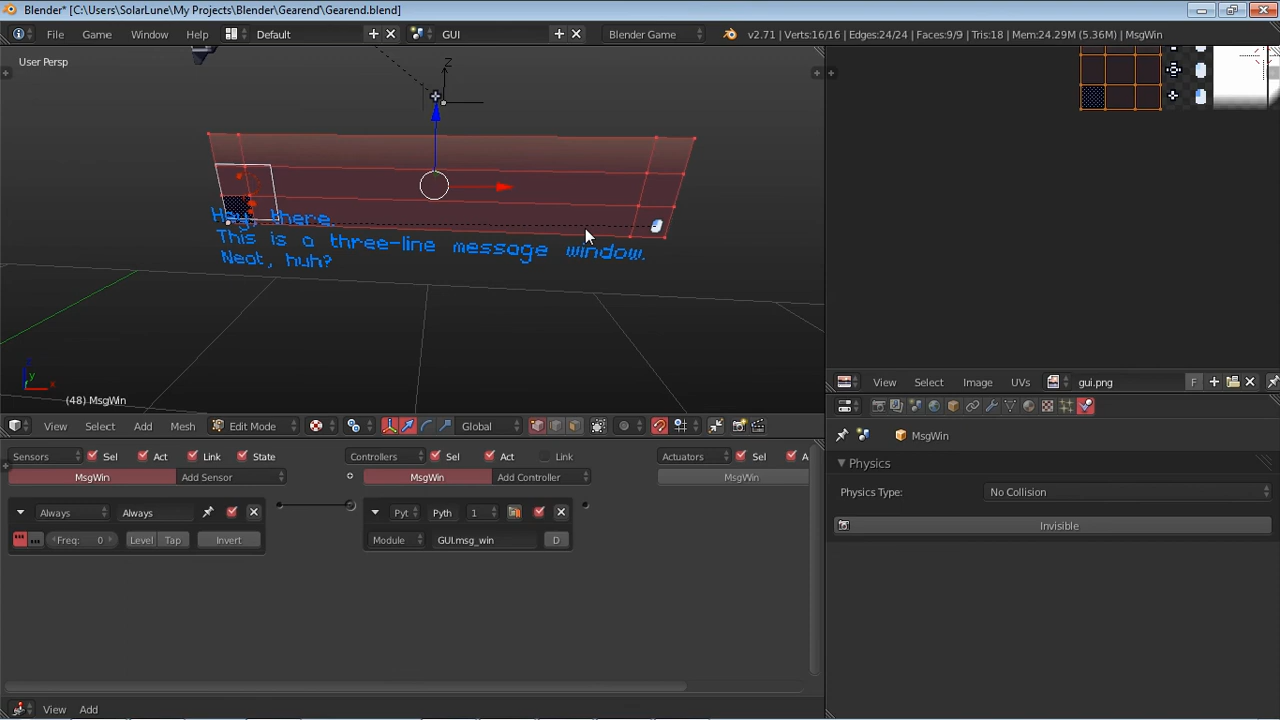 Blender* [C:\Users\SolarLune\My Projects\Blender\Gearend\Gearend.blend]
File Game Window Help Default GUI Blender Game v2.71 | Verts:16/16 | Edges:24/24 | Faces:9/9 | Tris:18 | Mem:24.29M (5.36M) | MsgWin
User Persp
Z
Hey, there.
This is a three-line message window.
Neat, huh?
z
y
x
(48) MsgWin
View Select Image UVs gui.png F
View Select Add Mesh Edit Mode Global
MsgWin
Sensors Sel Act Link State Controllers Sel Act Link Actuators Sel A
MsgWin Add Sensor MsgWin Add Controller MsgWin
Physics
Physics Type: No Collision
Invisible
Always Always Pyt Pyth 1
Freq: 0 Level Tap Invert Module GUI.msg_win D
View Add